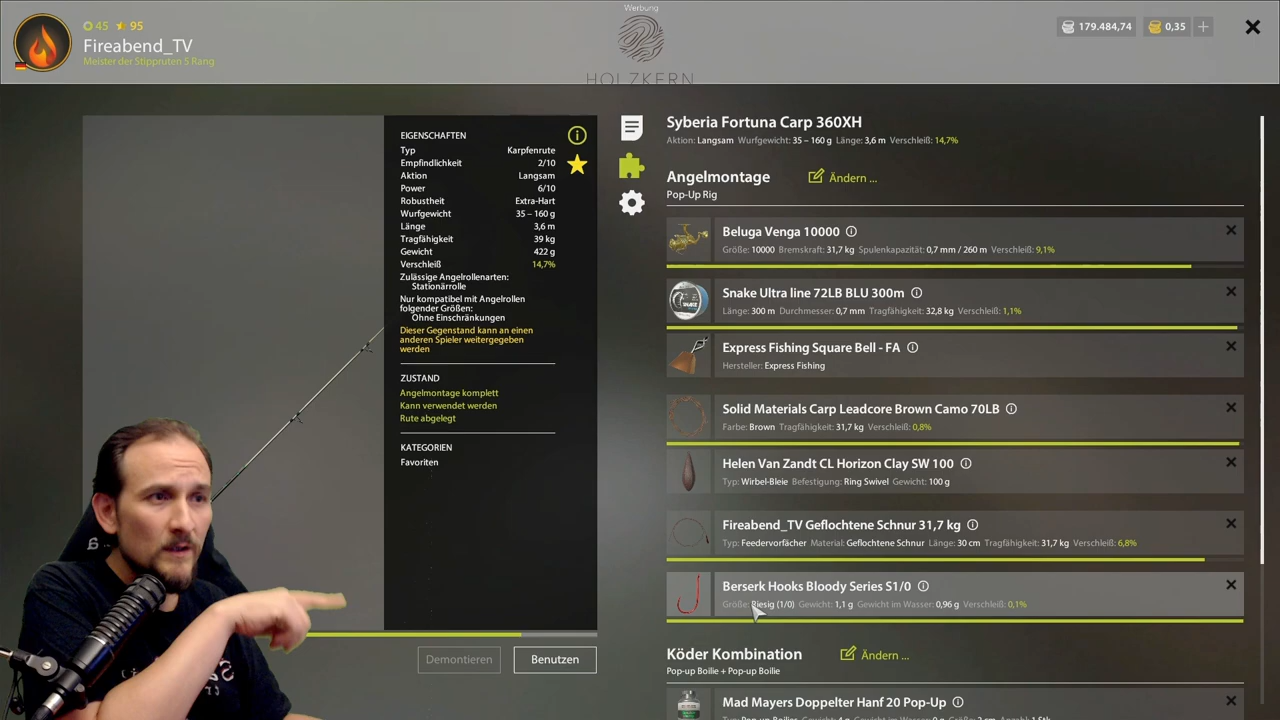 Werbung
45 95
Fireabend_TV
Meister der Stippruten 5 Rang
HOLZKERN
179.484,74 0,35
EIGENSCHAFTEN
Typ Karpfenrute
Empfindlichkeit 2/10
Aktion Langsam
Power 6/10
Robustheit Extra-Hart
Wurfgewicht 35 – 160 g
Länge 3,6 m
Tragfähigkeit 39 kg
Gewicht 422 g
Verschleiß 14,7%
Zulässige Angelrollenarten:
Stationärrolle
Nur kompatibel mit Angelrollen
folgender Größen:
Ohne Einschränkungen
Dieser Gegenstand kann an einen
anderen Spieler weitergegeben
werden
ZUSTAND
Angelmontage komplett
Kann verwendet werden
Rute abgelegt
KATEGORIEN
Favoriten
Demontieren Benutzen
Syberia Fortuna Carp 360XH
Aktion: Langsam Wurfgewicht: 35 – 160 g Länge: 3,6 m Verschleiß: 14,7%
Angelmontage Ändern ...
Pop-Up Rig
Beluga Venga 10000
Größe: 10000 Bremskraft: 31,7 kg Spulenkapazität: 0,7 mm / 260 m Verschleiß: 9,1%
Snake Ultra line 72LB BLU 300m
Länge: 300 m Durchmesser: 0,7 mm Tragfähigkeit: 32,8 kg Verschleiß: 1,1%
Express Fishing Square Bell - FA
Hersteller: Express Fishing
Solid Materials Carp Leadcore Brown Camo 70LB
Farbe: Brown Tragfähigkeit: 31,7 kg Verschleiß: 0,8%
Helen Van Zandt CL Horizon Clay SW 100
Typ: Wirbel-Bleie Befestigung: Ring Swivel Gewicht: 100 g
Fireabend_TV Geflochtene Schnur 31,7 kg
Typ: Feedervorfächer Material: Geflochtene Schnur Länge: 30 cm Tragfähigkeit: 31,7 kg Verschleiß: 6,8%
Berserk Hooks Bloody Series S1/0
Größe: Riesig (1/0) Gewicht: 1,1 g Gewicht im Wasser: 0,96 g Verschleiß: 0,1%
Köder Kombination Ändern ...
Pop-up Boilie + Pop-up Boilie
Mad Mayers Doppelter Hanf 20 Pop-Up